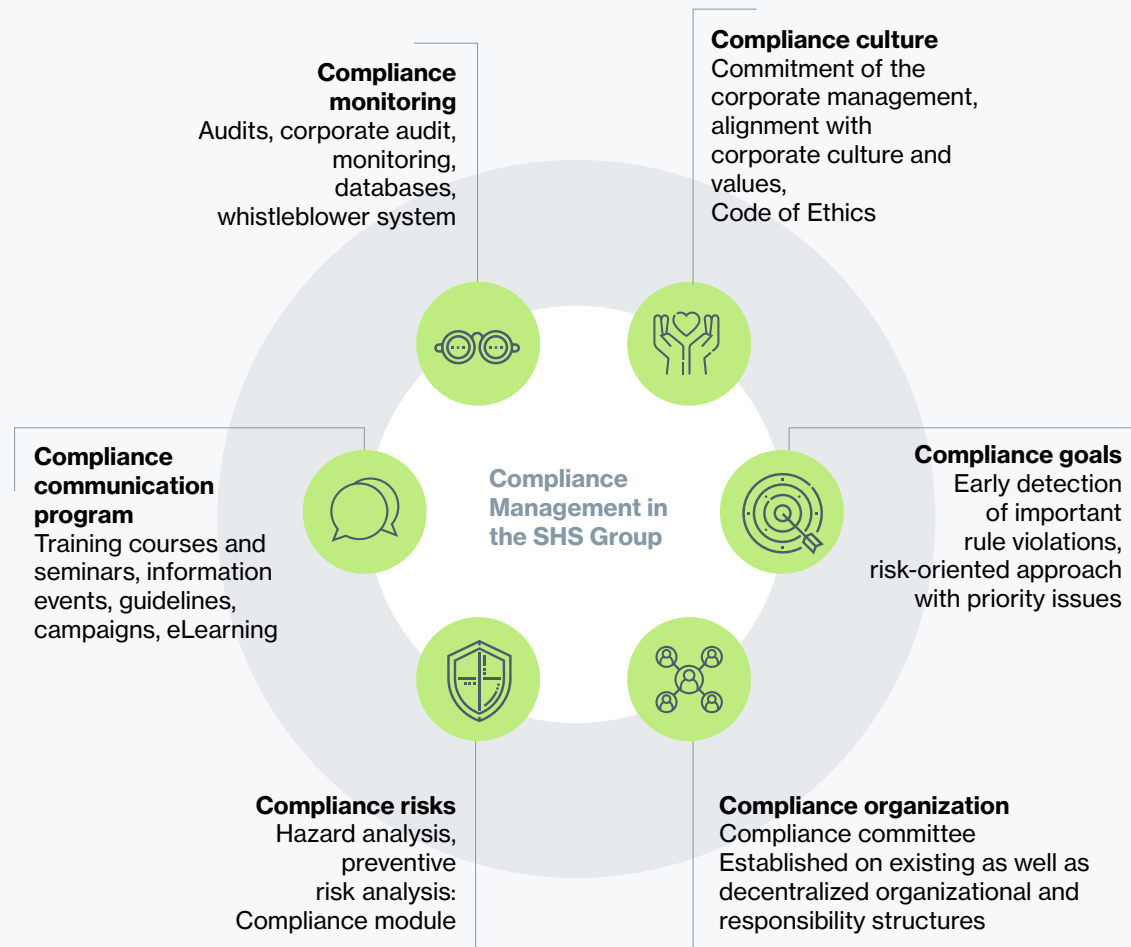 Compliance
monitoring
Audits, corporate audit,
monitoring,
databases,
whistleblower system
Compliance culture
Commitment of the
corporate management,
alignment with
corporate culture and
values,
Code of Ethics
Compliance
communication
program
Training courses and
seminars, information
events, guidelines,
campaigns, eLearning
Compliance
Management in
the SHS Group
Compliance goals
Early detection
of important
rule violations,
risk-oriented approach
with priority issues
Compliance risks
Hazard analysis,
preventive
risk analysis:
Compliance module
Compliance organization
Compliance committee
Established on existing as well as
decentralized organizational and
responsibility structures